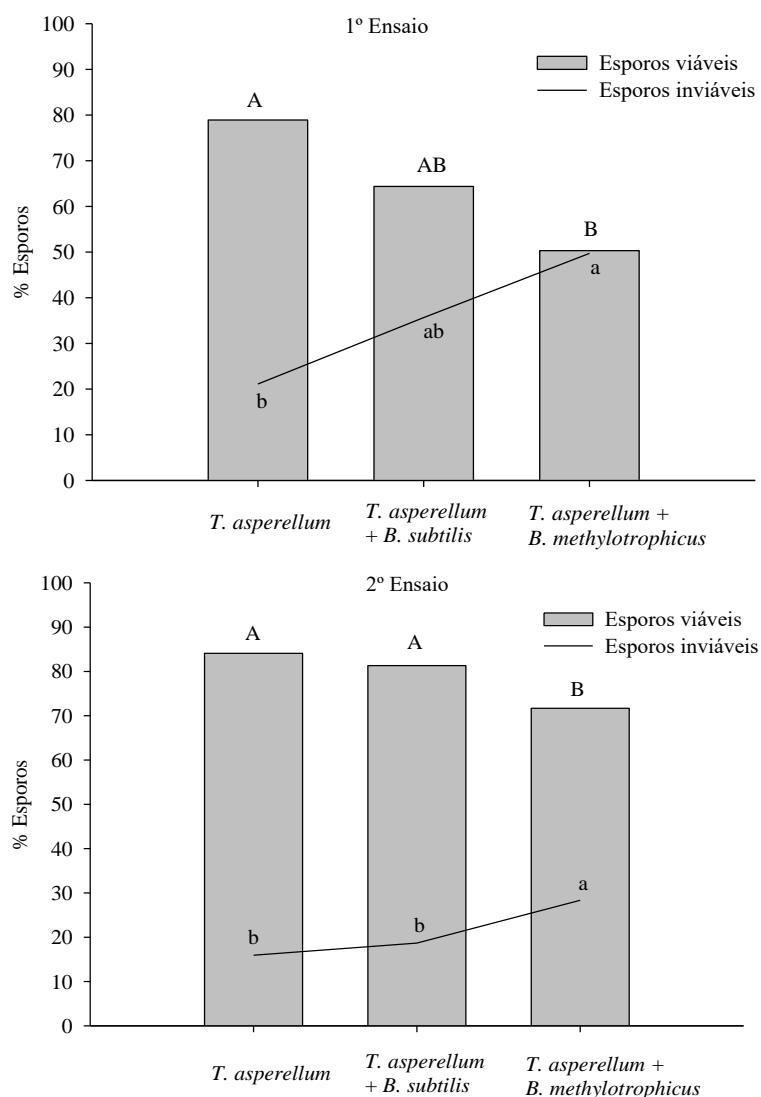 1º Ensaio
100
90
80
70
60
50
40
30
20
10
0
% Esporos
Esporos viáveis
Esporos inviáveis
A
AB
B
b
ab
a
T. asperellum
T. asperellum
+ B. subtilis
T. asperellum +
B. methylotrophicus
2º Ensaio
100
90
80
70
60
50
40
30
20
10
0
% Esporos
Esporos viáveis
Esporos inviáveis
A
A
B
b
b
a
T. asperellum
T. asperellum
+ B. subtilis
T. asperellum +
B. methylotrophicus